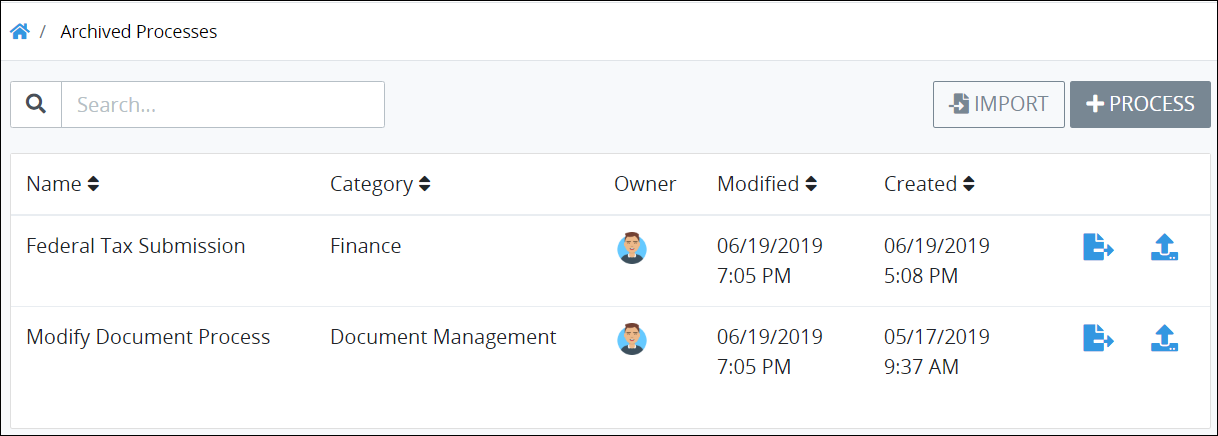 / Archived Processes
Search...
IMPORT
PROCESS
Name Category Owner Modified Created
Federal Tax Submission Finance 06/19/2019 06/19/2019
7:05 PM 5:08 PM
Modify Document Process Document Management 06/19/2019 05/17/2019
7:05 PM 9:37 AM